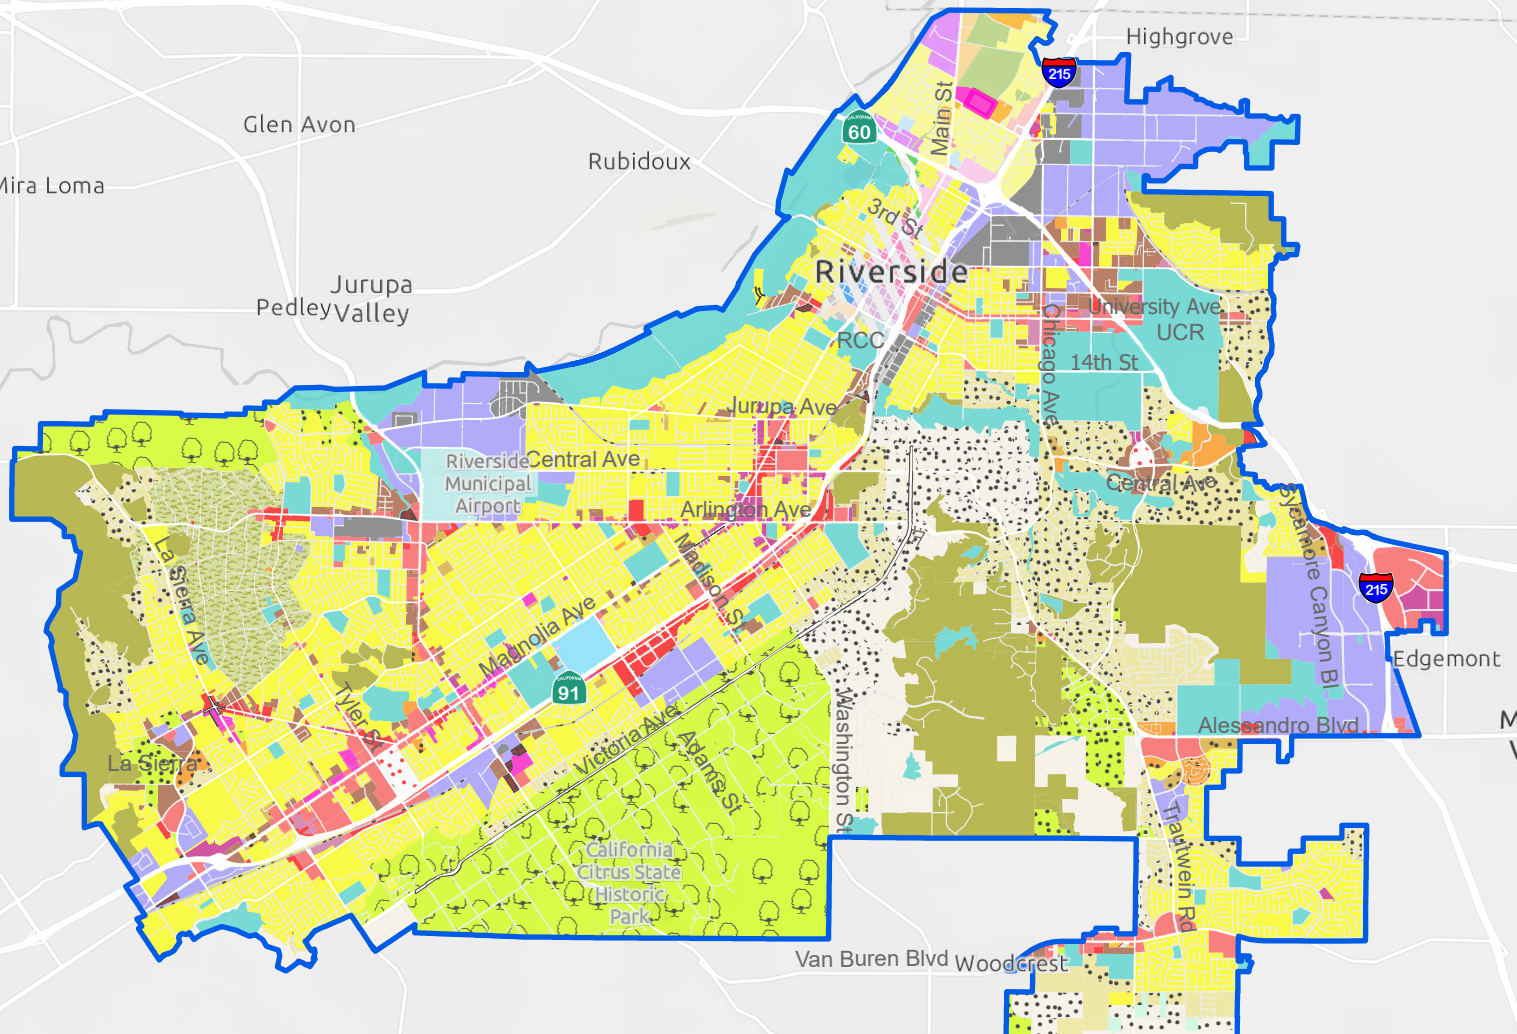 Highgrove
215
Main St
Glen Avon
CALIFORNIA
60
Rubidoux
Mira Loma
3rd St
Riverside
Jurupa
Valley
Pedley
University Ave
UCR
Chicago Ave
RCC
14th St
Jurupa Ave
Central Ave
Riverside
Municipal
Airport
Central Ave
Arlington Ave
Sycamore Canyon Bl
La Sierra Ave
Madison St
215
Magnolia Ave
Edgemont
CALIFORNIA
91
Tyler St
Washington St
Victoria Ave
Adams St
Alessandro Blvd
M
La Sierra
Trautwein Rd
California
Citrus State
Historic
Park
Van Buren Blvd
Woodcrest